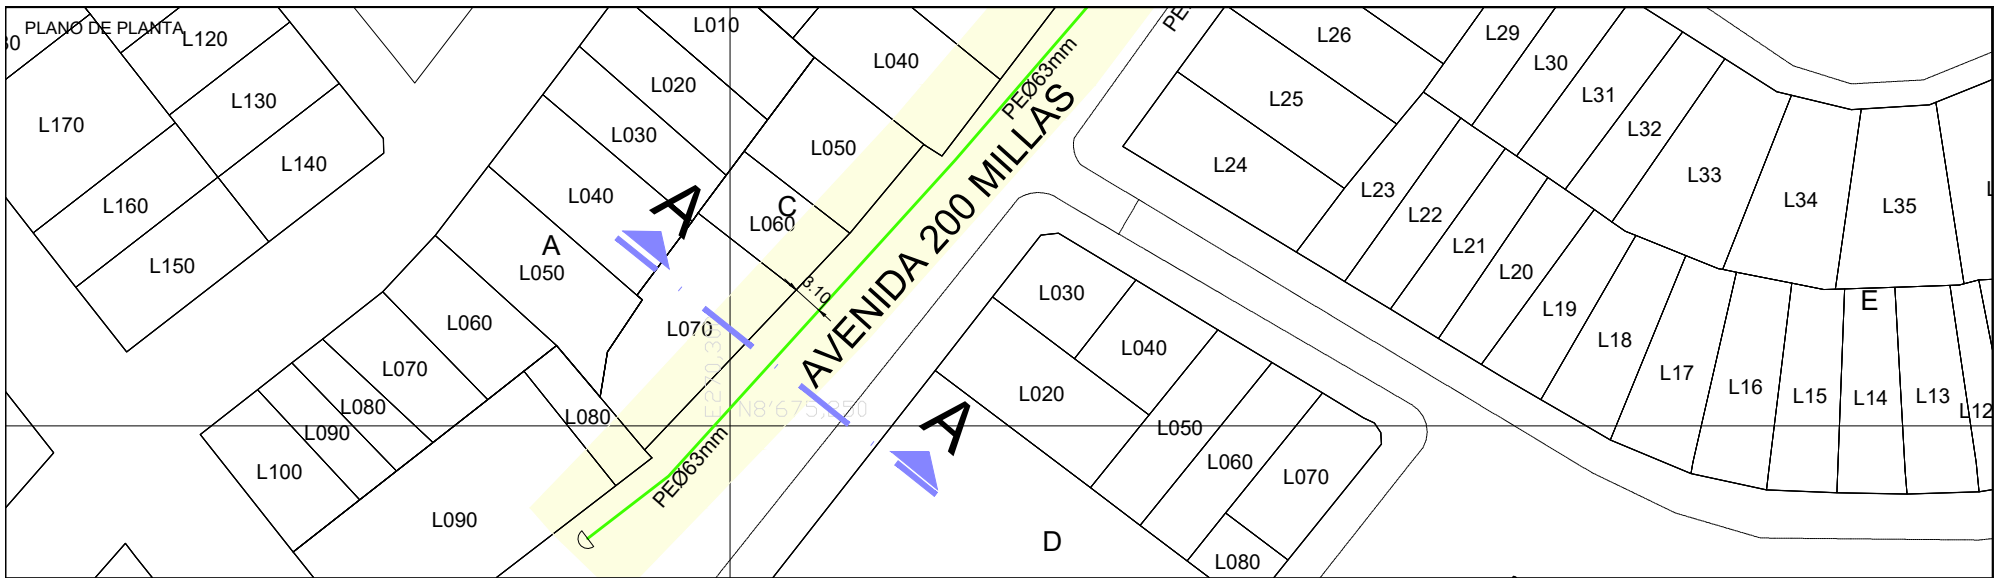 PLANO DE PLANTA
L120
L130
L140
L170
L160
L150
L010
L020
L030
L040
A
L050
L060
L070
L080
L090
L100
L090
L080
L040
L050
C
L060
L070
A
3.10
PEØ63mm
AVENIDA 200 MILLAS
PEØ63mm
N8'675,250
A
L030
L040
L020
L050
L060
L070
L080
D
L26
L25
L24
L29
L30
L31
L32
L33
L34
L35
L23
L22
L21
L20
L19
L18
L17
L16
L15
L14
L13
L12
E